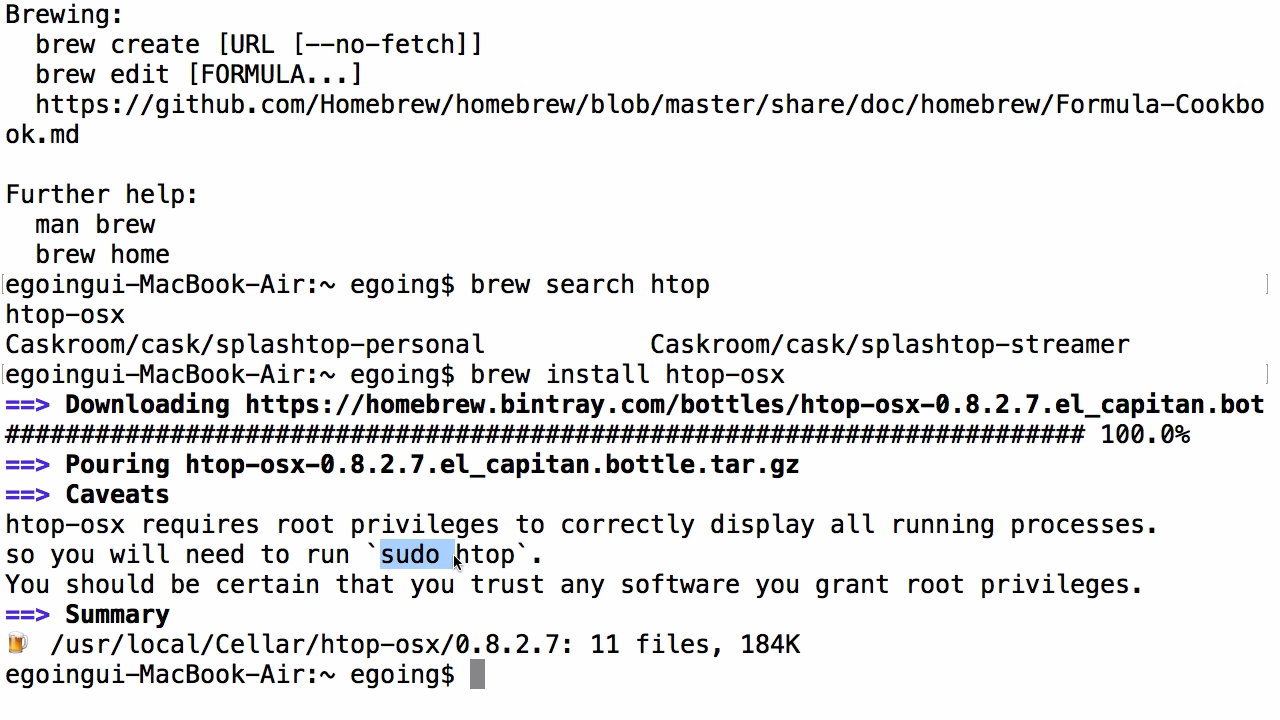 Brewing:
  brew create [URL [--no-fetch]]
  brew edit [FORMULA...]
  https://github.com/Homebrew/homebrew/blob/master/share/doc/homebrew/Formula-Cookbo
ok.md

Further help:
  man brew
  brew home
egoingui-MacBook-Air:~ egoing$ brew search htop
htop-osx
Caskroom/cask/splashtop-personal           Caskroom/cask/splashtop-streamer
egoingui-MacBook-Air:~ egoing$ brew install htop-osx
==> Downloading https://homebrew.bintray.com/bottles/htop-osx-0.8.2.7.el_capitan.bot
######################################################################## 100.0%
==> Pouring htop-osx-0.8.2.7.el_capitan.bottle.tar.gz
==> Caveats
htop-osx requires root privileges to correctly display all running processes.
so you will need to run `sudo htop`.
You should be certain that you trust any software you grant root privileges.
==> Summary
🍺  /usr/local/Cellar/htop-osx/0.8.2.7: 11 files, 184K
egoingui-MacBook-Air:~ egoing$